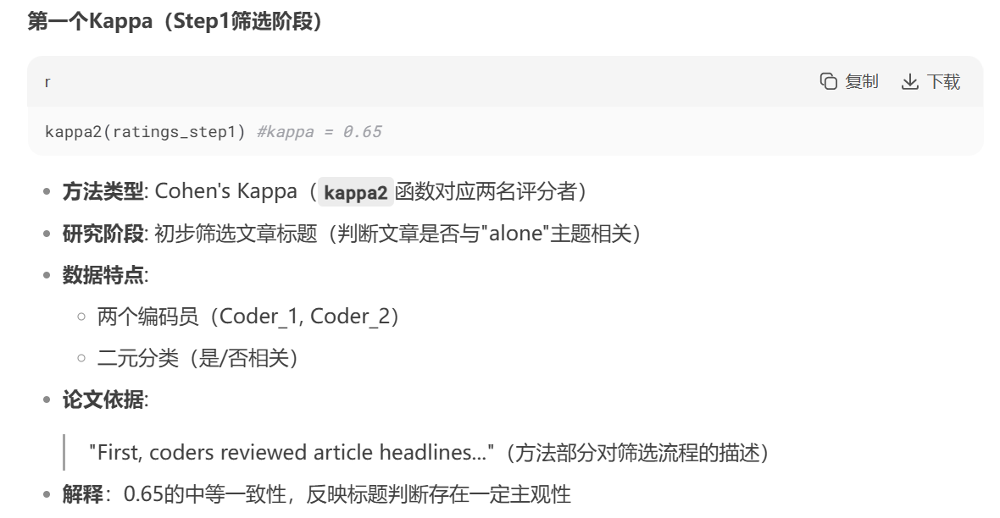 第一个Kappa（Step1筛选阶段）
r 复制 下载
kappa2(ratings_step1) #kappa = 0.65
方法类型: Cohen's Kappa（kappa2函数对应两名评分者）
研究阶段: 初步筛选文章标题（判断文章是否与"alone"主题相关）
数据特点:
两个编码员（Coder_1, Coder_2）
二元分类（是/否相关）
论文依据:
"First, coders reviewed article headlines..."（方法部分对筛选流程的描述）
解释：0.65的中等一致性，反映标题判断存在一定主观性